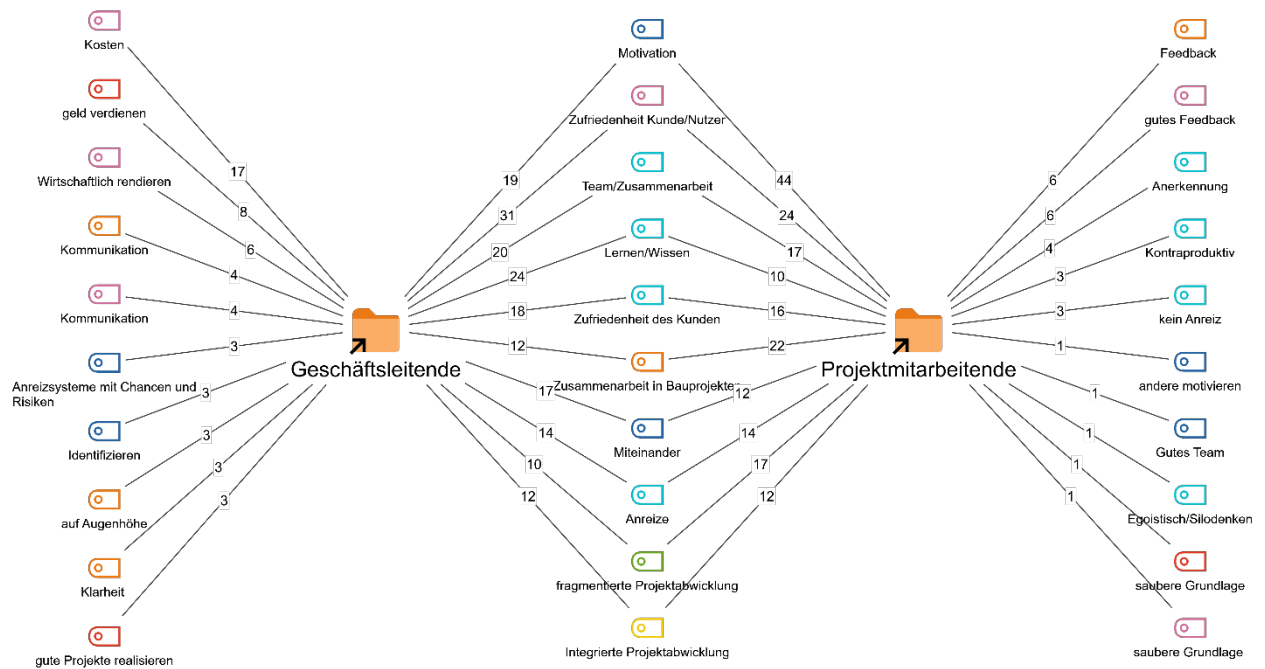 Kosten
Motivation
Feedback
geld verdienen
Zufriedenheit Kunde/Nutzer
gutes Feedback
17
19
44
6
Wirtschaftlich rendieren
Team/Zusammenarbeit
Anerkennung
8
31
24
6
Kommunikation
Lernen/Wissen
Kontraproduktiv
6
20
17
4
4
24
10
3
Kommunikation
Zufriedenheit des Kunden
kein Anreiz
4
18
16
3
3
12
22
1
Geschäftsleitende
Projektmitarbeitende
Anreizsysteme mit Chancen und
Risiken
Zusammenarbeit in Bauprojekten
andere motivieren
3
17
12
1
Identifizieren
Miteinander
Gutes Team
3
14
14
1
auf Augenhöhe
Anreize
Egoistisch/Silodenken
3
10
17
1
Klarheit
fragmentierte Projektabwicklung
saubere Grundlage
3
12
12
1
gute Projekte realisieren
Integrierte Projektabwicklung
saubere Grundlage